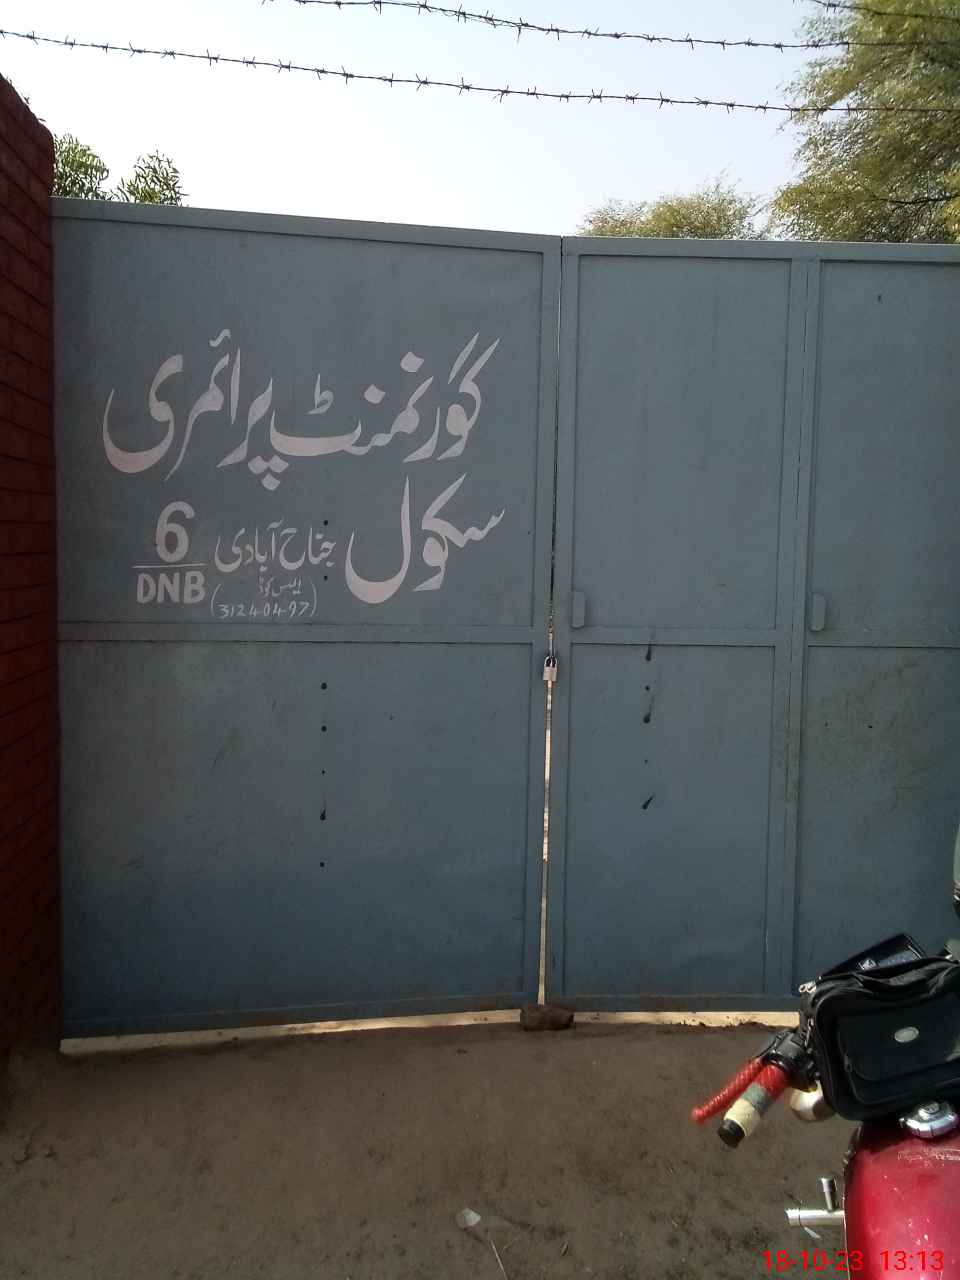 گورنمنٹ پرائمری
سکول جناح آبادی 6/DNB
(ایمس کوڈ
31240497)
18-10-23 13:13